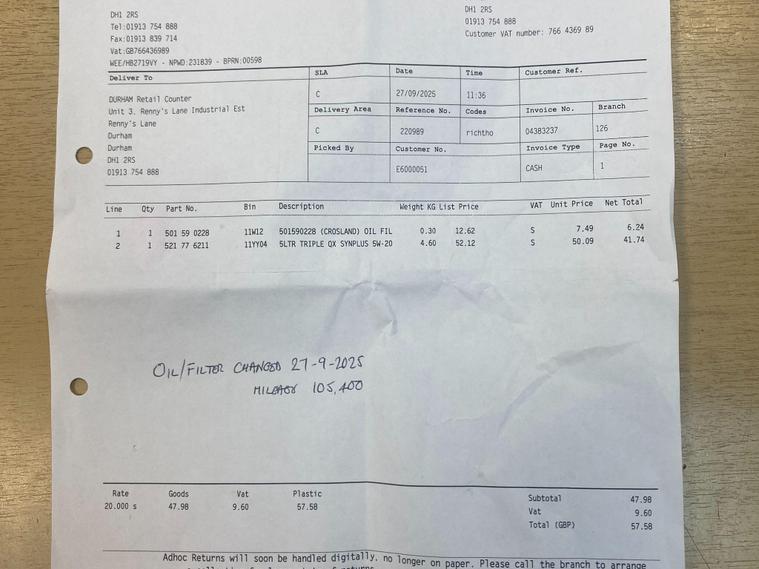 DH1 2RS
Tel:01913 754 888
Fax:01913 839 714
Vat:GB766436989
WEE/HB2719VY - NPWD:231839 - BPRN:00598
DH1 2RS
01913 754 888
Customer VAT number: 766 4369 89
Deliver To
DURHAM Retail Counter
Unit 3, Renny's Lane Industrial Est
Renny's Lane
Durham
Durham
DH1 2RS
01913 754 888
SLA Date Time Customer Ref.
C 27/09/2025 11:36
Delivery Area Reference No. Codes Invoice No. Branch
C 220989 richtho 04383237 126
Picked By Customer No. Invoice Type Page No.
E6000051 CASH 1
Line Qty Part No. Bin Description Weight KG List Price VAT Unit Price Net Total
1 1 501 59 0228 11W12 501590228 (CROSLAND) OIL FIL 0.30 12.62 S 7.49 6.24
2 1 521 77 6211 11YY04 5LTR TRIPLE QX SYNPLUS 5W-20 4.60 52.12 S 50.09 41.74
OIL/FILTER CHANGED 27-9-2025
MILEAGE 105,400
Rate Goods Vat Plastic
20.000 s 47.98 9.60 57.58
Subtotal 47.98
Vat 9.60
Total (GBP) 57.58
Adhoc Returns will soon be handled digitally, no longer on paper. Please call the branch to arrange